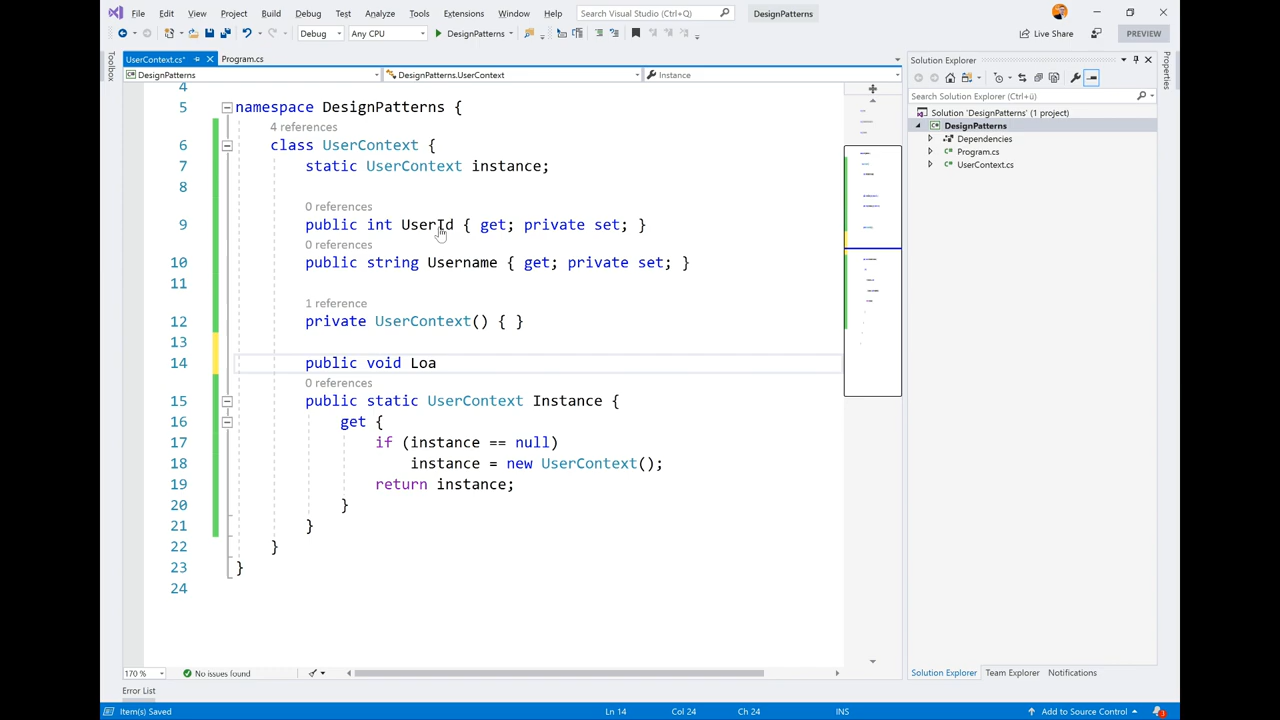 File Edit View Project Build Debug Test Analyze Tools Extensions Window Help Search Visual Studio (Ctrl+Q) DesignPatterns
Debug Any CPU DesignPatterns Live Share PREVIEW
Toolbox
UserContext.cs* Program.cs
DesignPatterns DesignPatterns.UserContext Instance
4
5 namespace DesignPatterns {
4 references
6 class UserContext {
7 static UserContext instance;
8
0 references
9 public int UserId { get; private set; }
0 references
10 public string Username { get; private set; }
11
1 reference
12 private UserContext() { }
13
14 public void Loa
0 references
15 public static UserContext Instance {
16 get {
17 if (instance == null)
18 instance = new UserContext();
19 return instance;
20 }
21 }
22 }
23 }
24
170 % No issues found
Solution Explorer
Search Solution Explorer (Ctrl+ü)
Solution 'DesignPatterns' (1 project)
DesignPatterns
Dependencies
Program.cs
UserContext.cs
Solution Explorer Team Explorer Notifications
Properties
Error List
Item(s) Saved Ln 14 Col 24 Ch 24 INS Add to Source Control